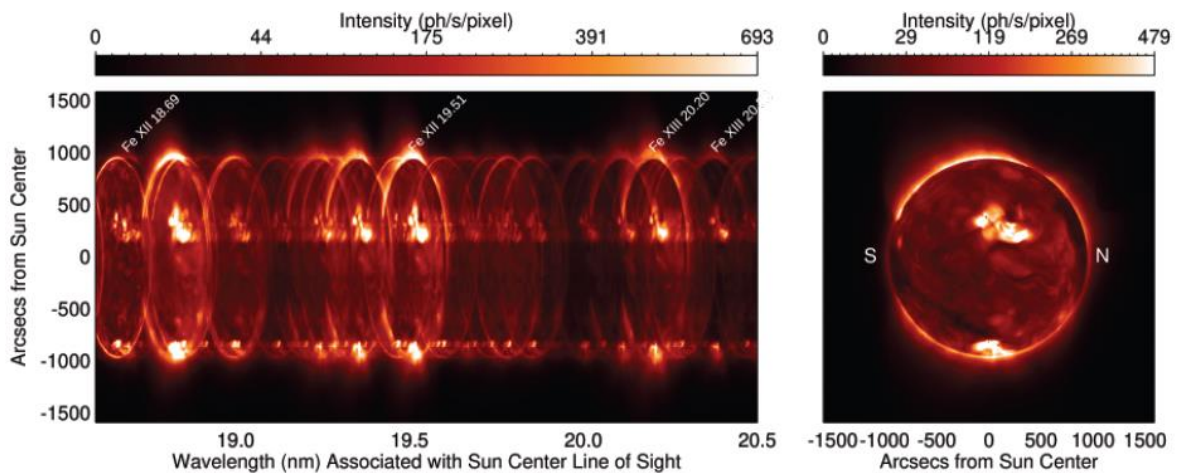 Intensity (ph/s/pixel)
0 44 175 391 693
Intensity (ph/s/pixel)
0 29 119 269 479
Fe XII 18.69
Fe XII 19.51
Fe XIII 20.20
Fe XIII 20.
1500
1000
500
0
-500
-1000
-1500
Arcsecs from Sun Center
19.0 19.5 20.0 20.5
Wavelength (nm) Associated with Sun Center Line of Sight
S N
-1500 -1000 -500 0 500 1000 1500
Arcsecs from Sun Center